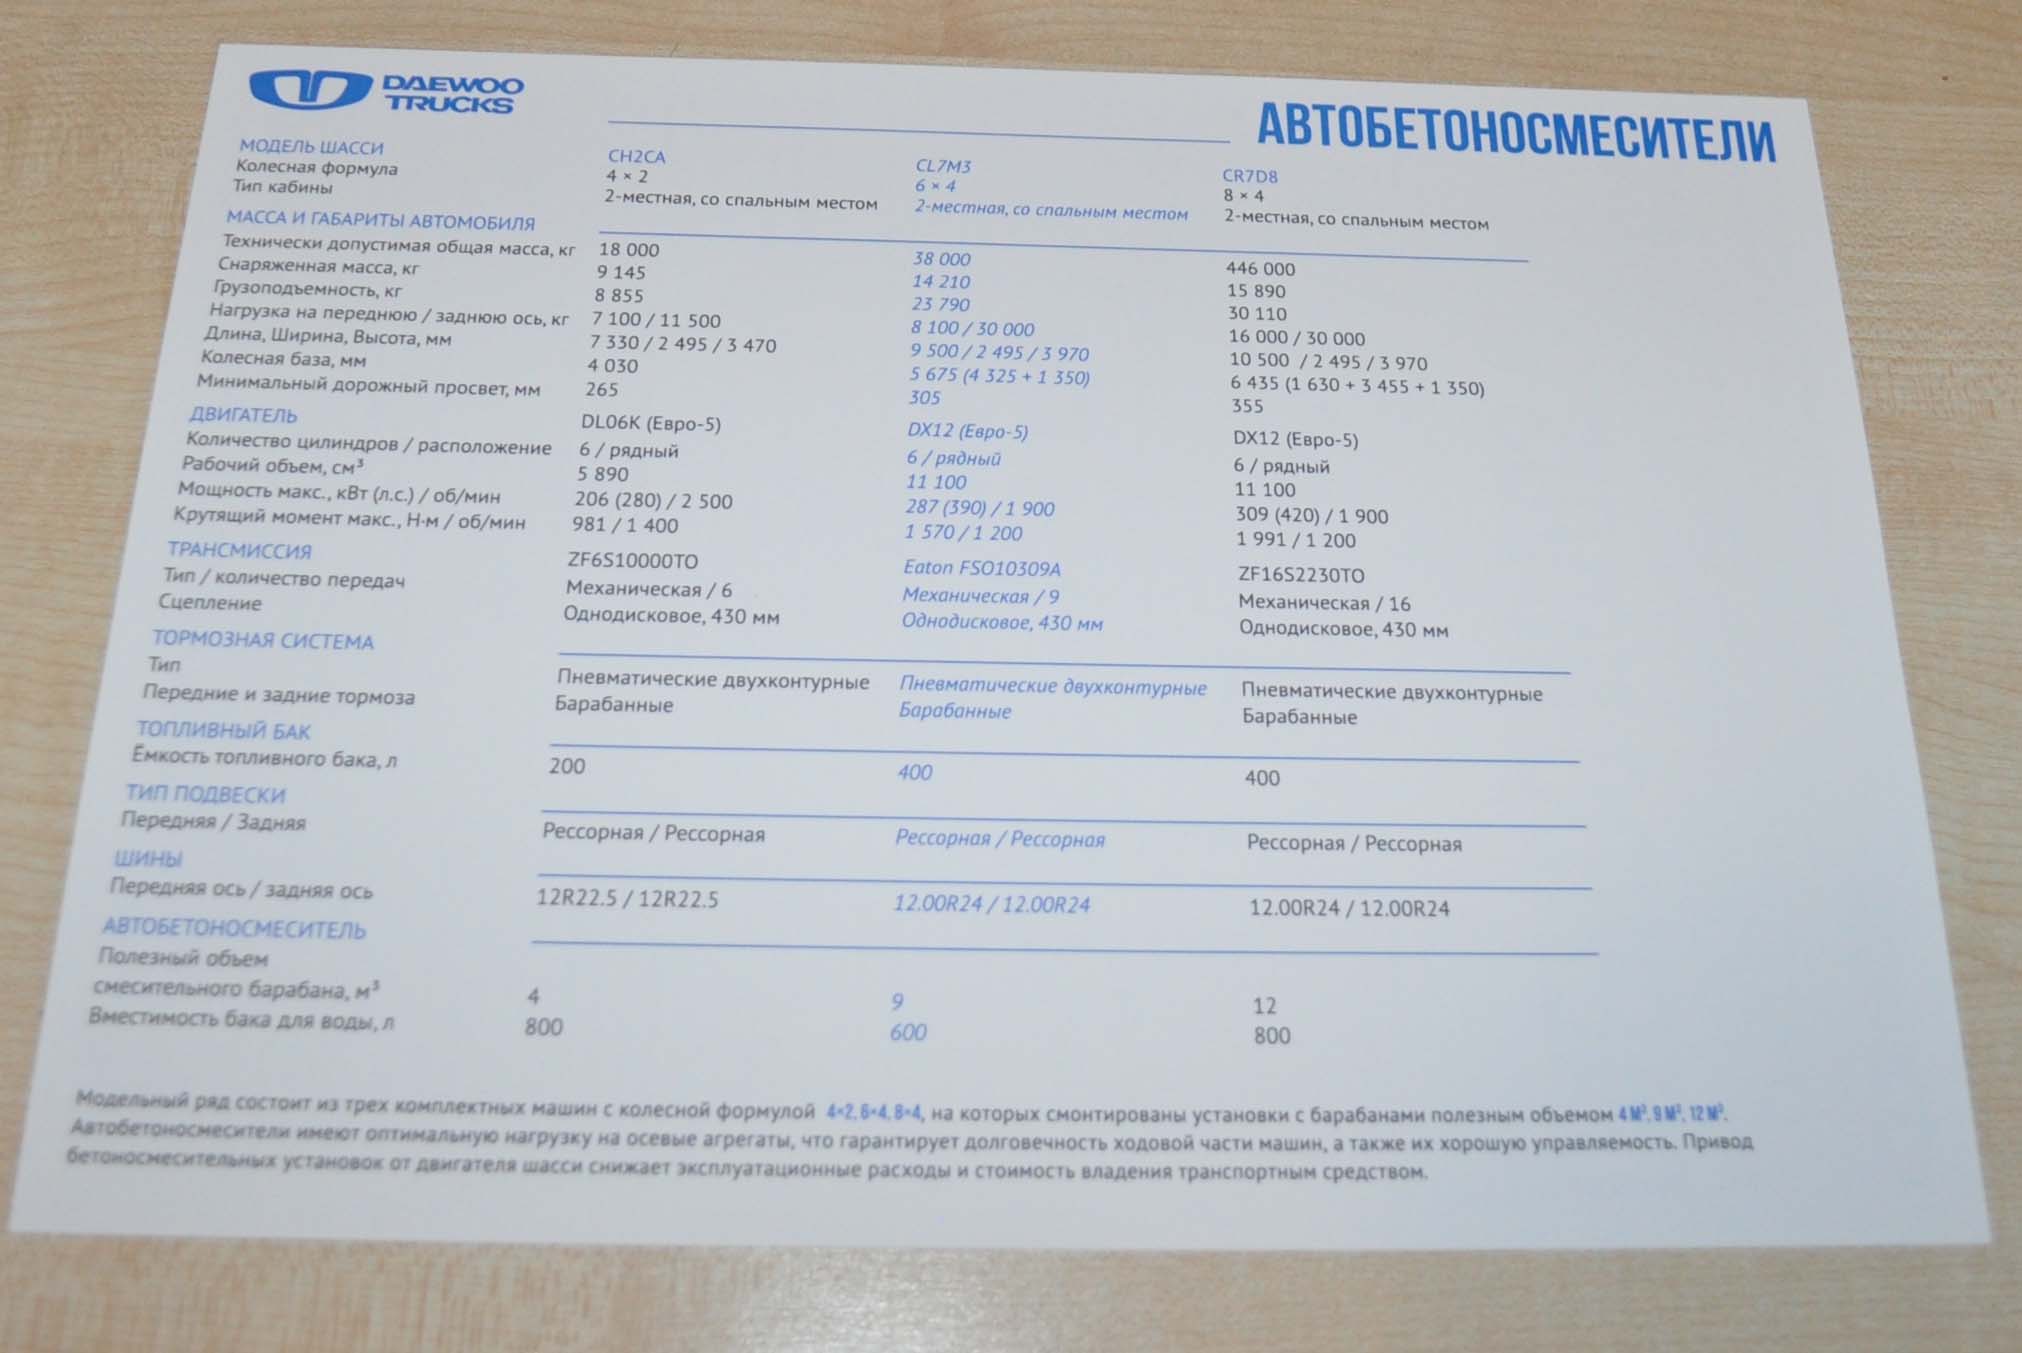 DAEWOO
TRUCKS
АВТОБЕТОНОСМЕСИТЕЛИ
МОДЕЛЬ ШАССИ CH2CA CL7M3 CR7D8
Колесная формула 4 × 2 6 × 4 8 × 4
Тип кабины 2-местная, со спальным местом 2-местная, со спальным местом 2-местная, со спальным местом
МАССА И ГАБАРИТЫ АВТОМОБИЛЯ
Технически допустимая общая масса, кг 18 000 38 000 446 000
Снаряженная масса, кг 9 145 14 210 15 890
Грузоподъемность, кг 8 855 23 790 30 110
Нагрузка на переднюю / заднюю ось, кг 7 100 / 11 500 8 100 / 30 000 16 000 / 30 000
Длина, Ширина, Высота, мм 7 330 / 2 495 / 3 470 9 500 / 2 495 / 3 970 10 500 / 2 495 / 3 970
Колесная база, мм 4 030 5 675 (4 325 + 1 350) 6 435 (1 630 + 3 455 + 1 350)
Минимальный дорожный просвет, мм 265 305 355
ДВИГАТЕЛЬ DL06K (Евро-5) DX12 (Евро-5) DX12 (Евро-5)
Количество цилиндров / расположение 6 / рядный 6 / рядный 6 / рядный
Рабочий объем, см³ 5 890 11 100 11 100
Мощность макс., кВт (л.с.) / об/мин 206 (280) / 2 500 287 (390) / 1 900 309 (420) / 1 900
Крутящий момент макс., Н·м / об/мин 981 / 1 400 1 570 / 1 200 1 991 / 1 200
ТРАНСМИССИЯ ZF6S10000TO Eaton FSO10309A ZF16S2230TO
Тип / количество передач Механическая / 6 Механическая / 9 Механическая / 16
Сцепление Однодисковое, 430 мм Однодисковое, 430 мм Однодисковое, 430 мм
ТОРМОЗНАЯ СИСТЕМА
Тип Пневматические двухконтурные Пневматические двухконтурные Пневматические двухконтурные
Передние и задние тормоза Барабанные Барабанные Барабанные
ТОПЛИВНЫЙ БАК
Емкость топливного бака, л 200 400 400
ТИП ПОДВЕСКИ
Передняя / Задняя Рессорная / Рессорная Рессорная / Рессорная Рессорная / Рессорная
ШИНЫ
Передняя ось / задняя ось 12R22.5 / 12R22.5 12.00R24 / 12.00R24 12.00R24 / 12.00R24
АВТОБЕТОНОСМЕСИТЕЛЬ
Полезный объем
смесительного барабана, м³ 4 9 12
Вместимость бака для воды, л 800 600 800
Модельный ряд состоит из трех комплектных машин с колесной формулой 4×2, 6×4, 8×4, на которых смонтированы установки с барабанами полезным объемом 4 М³, 9 М³, 12 М³.
Автобетоносмесители имеют оптимальную нагрузку на осевые агрегаты, что гарантирует долговечность ходовой части машин, а также их хорошую управляемость. Привод
бетоносмесительных установок от двигателя шасси снижает эксплуатационные расходы и стоимость владения транспортным средством.